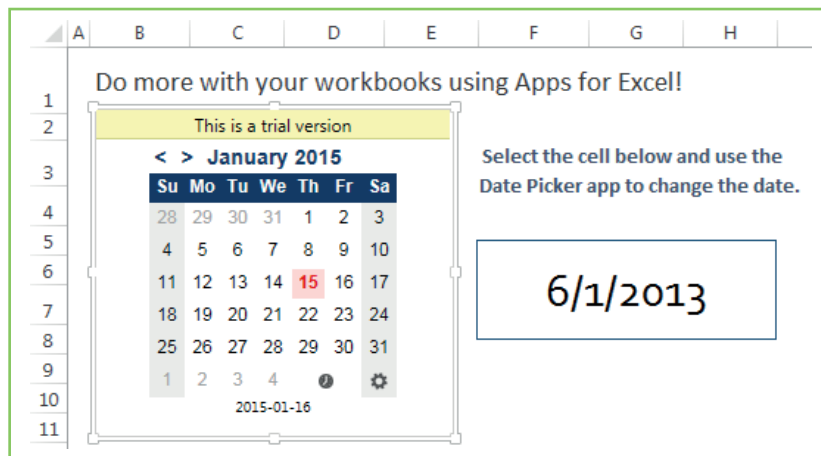 A B C D E F G H
Do more with your workbooks using Apps for Excel!
1
2
This is a trial version
< > January 2015
3
Select the cell below and use the
Date Picker app to change the date.
Su Mo Tu We Th Fr Sa
4
28 29 30 31 1 2 3
5
4 5 6 7 8 9 10
6
11 12 13 14 15 16 17
6/1/2013
7
18 19 20 21 22 23 24
8
25 26 27 28 29 30 31
9
1 2 3 4
10
2015-01-16
11